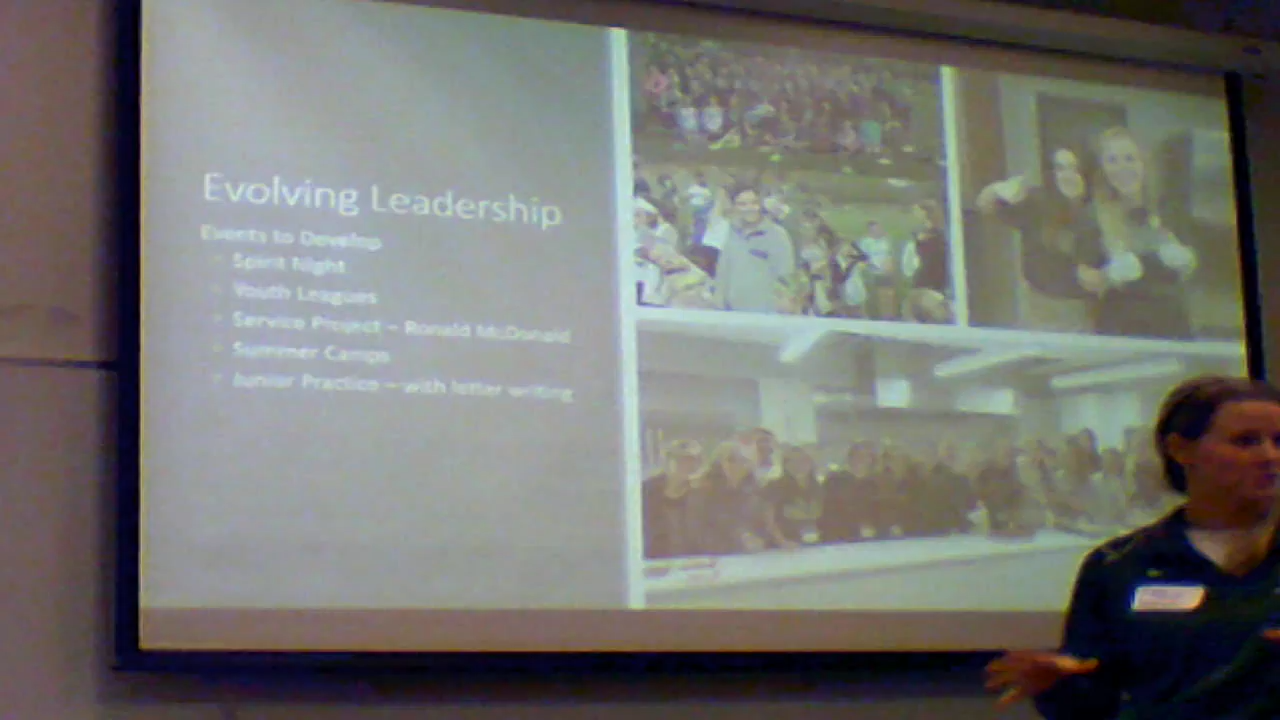 Evolving Leadership
Events to Develop
Spirit Night
Youth Leagues
Service Project – Ronald McDonald
Summer Camps
Junior Practice – with letter writing